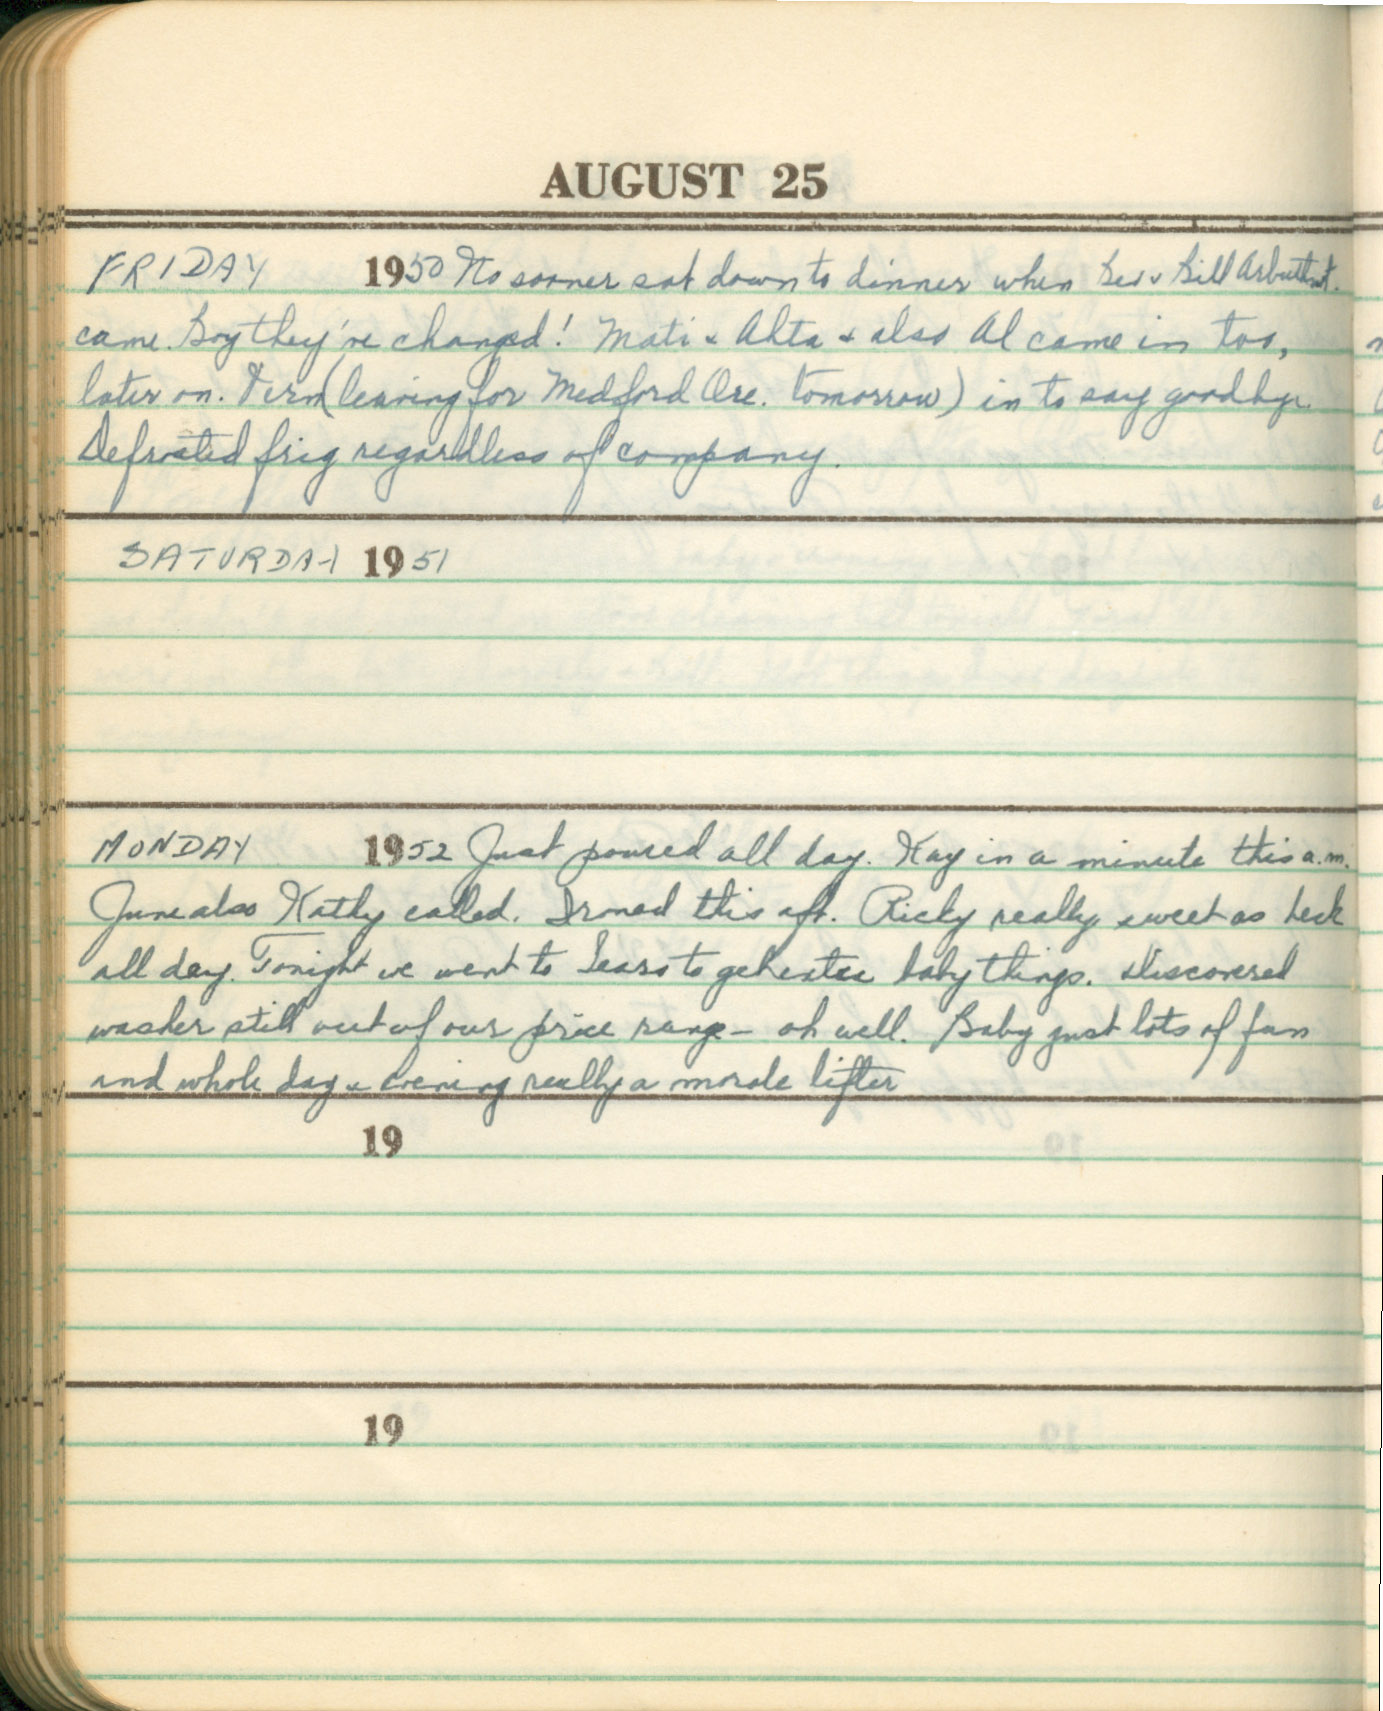 AUGUST 25
FRIDAY 1950 No sooner sat down to dinner when Bev & Bill Arbuthnot
came. Boy they're changed! Mati & Ahta & also Al came in too,
later on. Fern (leaving for Medford Ore. tomorrow) in to say goodbye.
Defrosted frig regardless of company.
SATURDAY 1951
MONDAY 1952 Just poured all day. Kay in a minute this a.m.
June also Kathy called. Ironed this aft. Ricky really sweet as heck
all day. Tonight we went to Sears to get extra baby things. Discovered
washer still out of our price range - oh well. Baby just lots of fun
and whole day & evening really a morale lifter
19
19